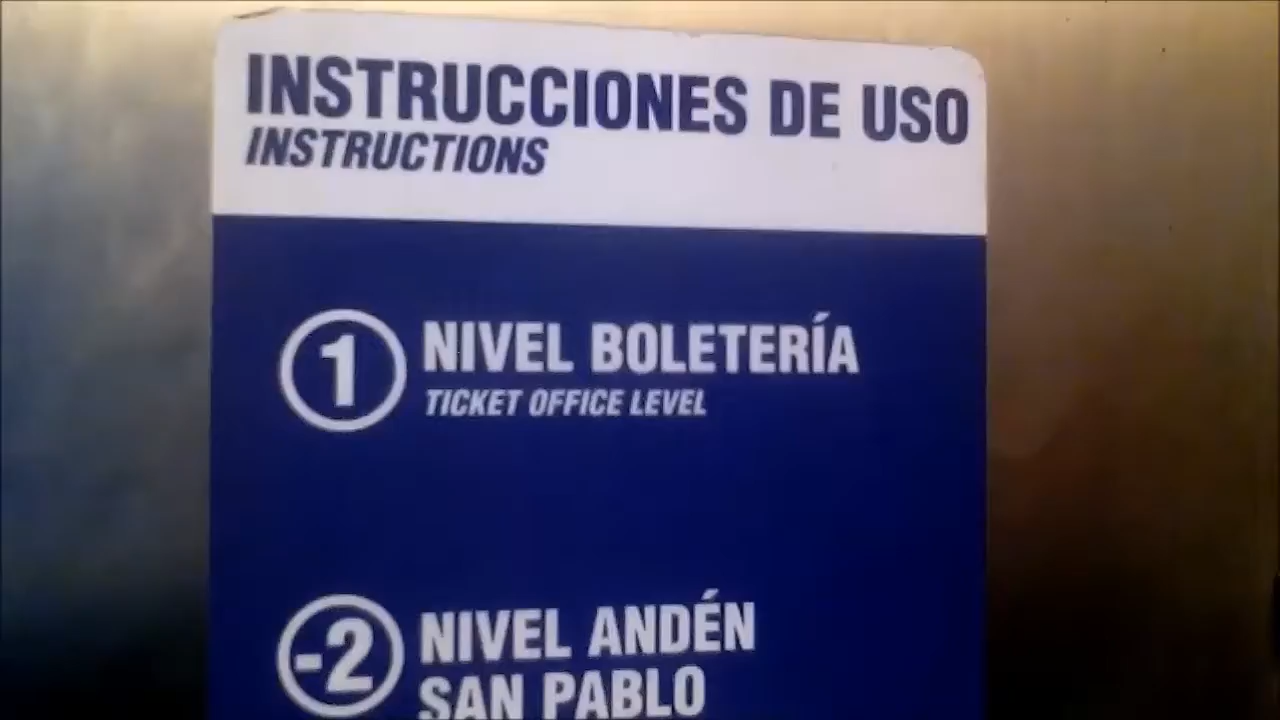 INSTRUCCIONES DE USO
INSTRUCTIONS
1 NIVEL BOLETERÍA
TICKET OFFICE LEVEL
-2 NIVEL ANDÉN
SAN PABLO